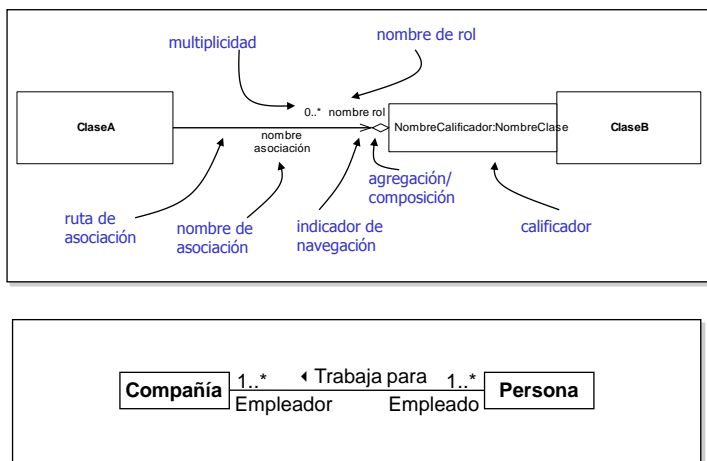 nombre de rol
multiplicidad
0..* nombre rol
ClaseA
NombreCalificador:NombreClase
ClaseB
nombre
asociación
agregación/
composición
ruta de
asociación
nombre de
asociación
indicador de
navegación
calificador
1..* Trabaja para 1..*
Compañía
Persona
Empleador
Empleado